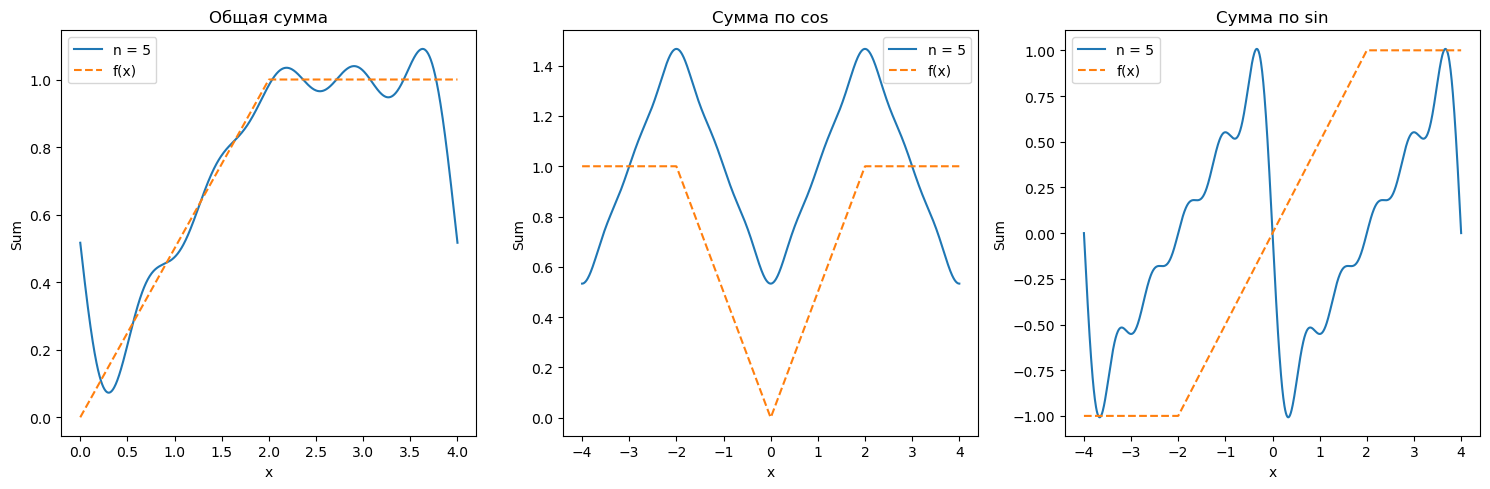 Общая сумма
n = 5
f(x)
Sum
1.0
0.8
0.6
0.4
0.2
0.0
0.0 0.5 1.0 1.5 2.0 2.5 3.0 3.5 4.0
x
Сумма по cos
n = 5
f(x)
Sum
1.4
1.2
1.0
0.8
0.6
0.4
0.2
0.0
−4 −3 −2 −1 0 1 2 3 4
x
Сумма по sin
n = 5
f(x)
Sum
1.00
0.75
0.50
0.25
0.00
−0.25
−0.50
−0.75
−1.00
−4 −3 −2 −1 0 1 2 3 4
x